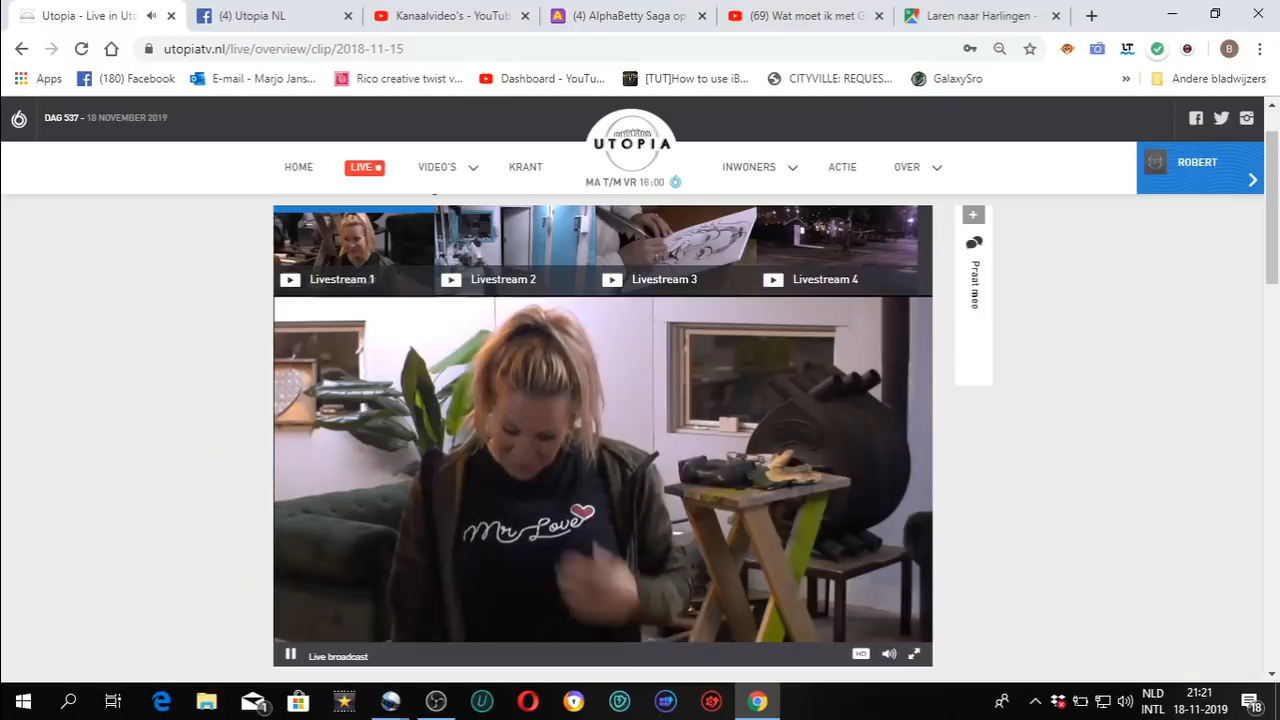 Utopia - Live in Uto
(4) Utopia NL
Kanaalvideo's - YouTub
(4) AlphaBetty Saga op
(69) Wat moet ik met G
Laren naar Harlingen -
utopiatv.nl/live/overview/clip/2018-11-15
B
Apps
(180) Facebook
E-mail - Marjo Jans...
Rico creative twist v...
Dashboard - YouTu...
[TUT]How to use iB...
CITYVILLE: REQUES...
GalaxySro
»
Andere bladwijzers
DAG 537 - 18 NOVEMBER 2019
UTOPIA
MA T/M VR 18:00
HOME
LIVE
VIDEO'S
KRANT
INWONERS
ACTIE
OVER
ROBERT
Livestream 1
Livestream 2
Livestream 3
Livestream 4
Praat mee
Mr Love
Live broadcast
HD
NLD
INTL
21:21
18-11-2019
18